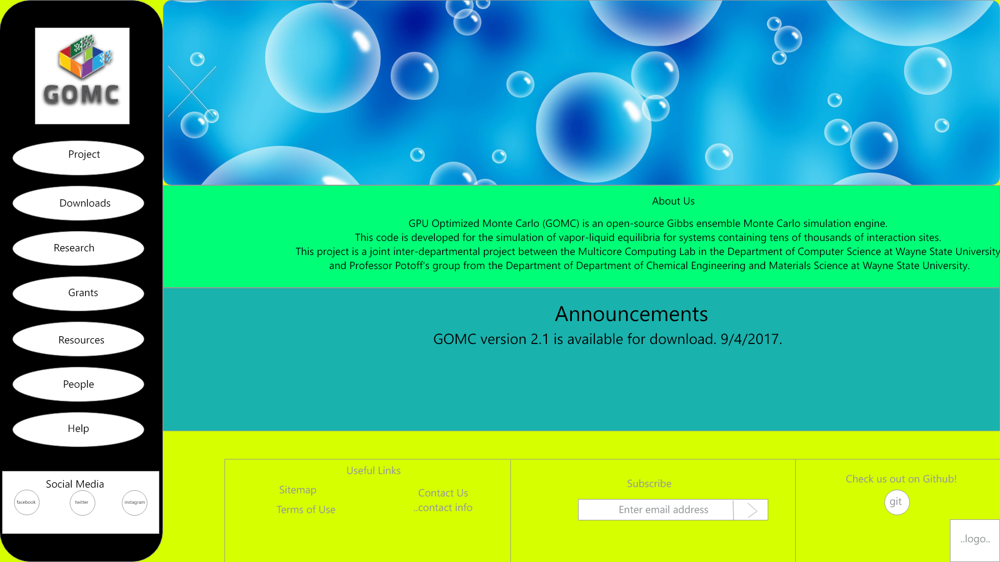 GOMC
Project
Downloads
Research
Grants
Resources
People
Help
Social Media
facebook
twitter
instagram
About Us
GPU Optimized Monte Carlo (GOMC) is an open-source Gibbs ensemble Monte Carlo simulation engine.
This code is developed for the simulation of vapor-liquid equilibria for systems containing tens of thousands of interaction sites.
This project is a joint inter-departmental project between the Multicore Computing Lab in the Department of Computer Science at Wayne State University
and Professor Potoff's group from the Department of Department of Chemical Engineering and Materials Science at Wayne State University.
Announcements
GOMC version 2.1 is available for download. 9/4/2017.
Useful Links
Sitemap
Terms of Use
Contact Us
..contact info
Subscribe
Enter email address
Check us out on Github!
git
..logo..